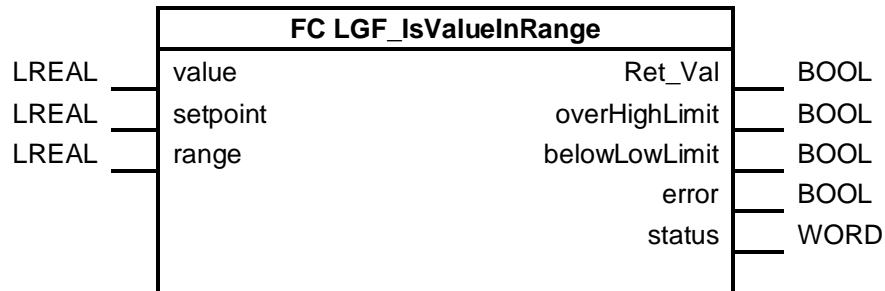 FC LGF_IsValueInRange
LREAL value Ret_Val BOOL
LREAL setpoint overHighLimit BOOL
LREAL range belowLowLimit BOOL
error BOOL
status WORD